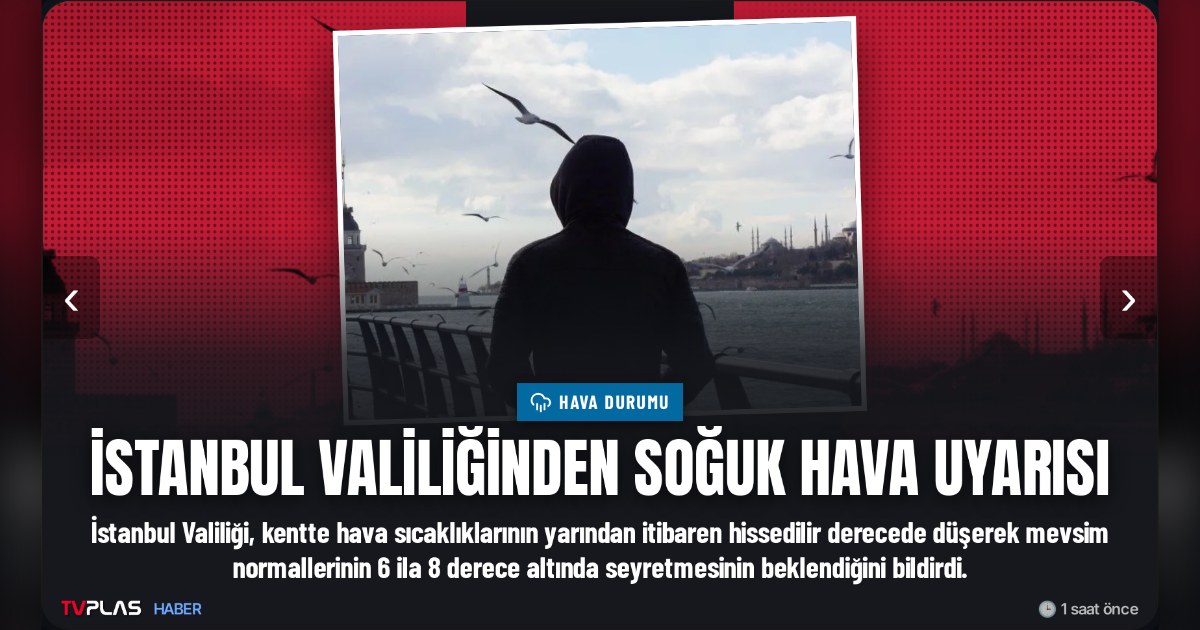 HAVA DURUMU
İSTANBUL VALİLİĞİNDEN SOĞUK HAVA UYARISI
İstanbul Valiliği, kentte hava sıcaklıklarının yarından itibaren hissedilir derecede düşerek mevsim
normallerinin 6 ila 8 derece altında seyretmesinin beklendiğini bildirdi.
TVPLAS HABER
1 saat önce